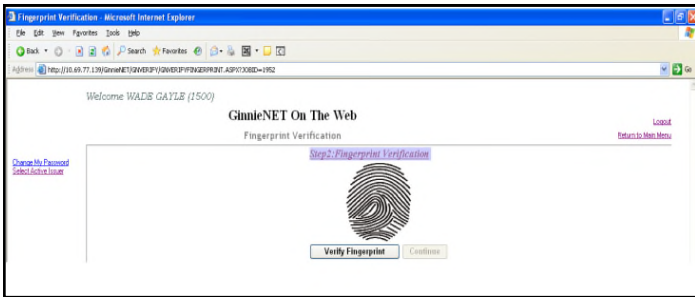 Fingerprint Verification - Microsoft Internet Explorer
File Edit View Favorites Tools Help
Back Search Favorites
Address http://10.69.77.139/GinnieNET/GNVERIFY/GNVERIFYFINGERPRINT.ASPX?JOBID=1952 Go
Welcome WADE GAYLE (1500)
GinnieNET On The Web
Logout
Fingerprint Verification
Return to Main Menu
Step2:Fingerprint Verification
Change My Password
Select Active Issuer
Verify Fingerprint Continue